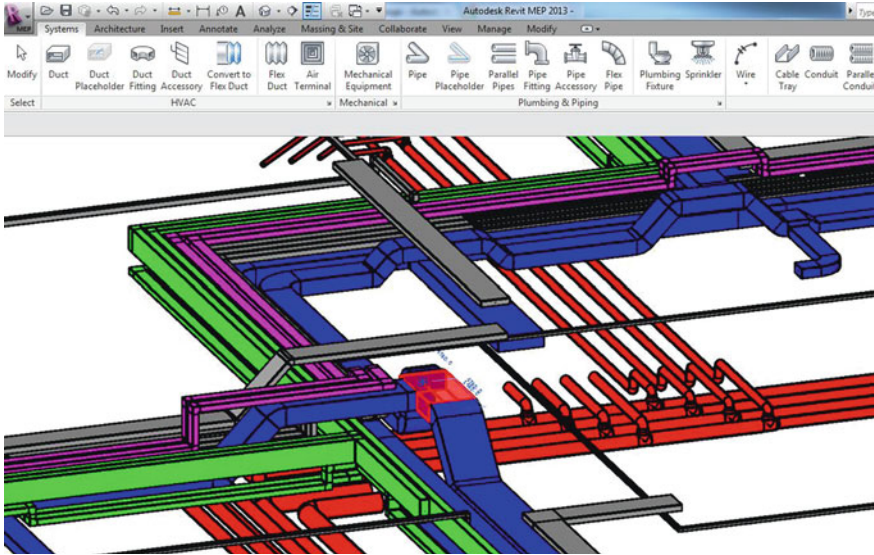 Autodesk Revit MEP 2013 -
MEP Systems Architecture Insert Annotate Analyze Massing & Site Collaborate View Manage Modify
Modify Duct Duct Placeholder Duct Fitting Duct Accessory Convert to Flex Duct Flex Duct Air Terminal Mechanical Equipment Pipe Pipe Placeholder Parallel Pipes Pipe Fitting Pipe Accessory Flex Pipe Plumbing Fixture Sprinkler Wire Cable Tray Conduit Parallel
Select HVAC Mechanical Plumbing & Piping